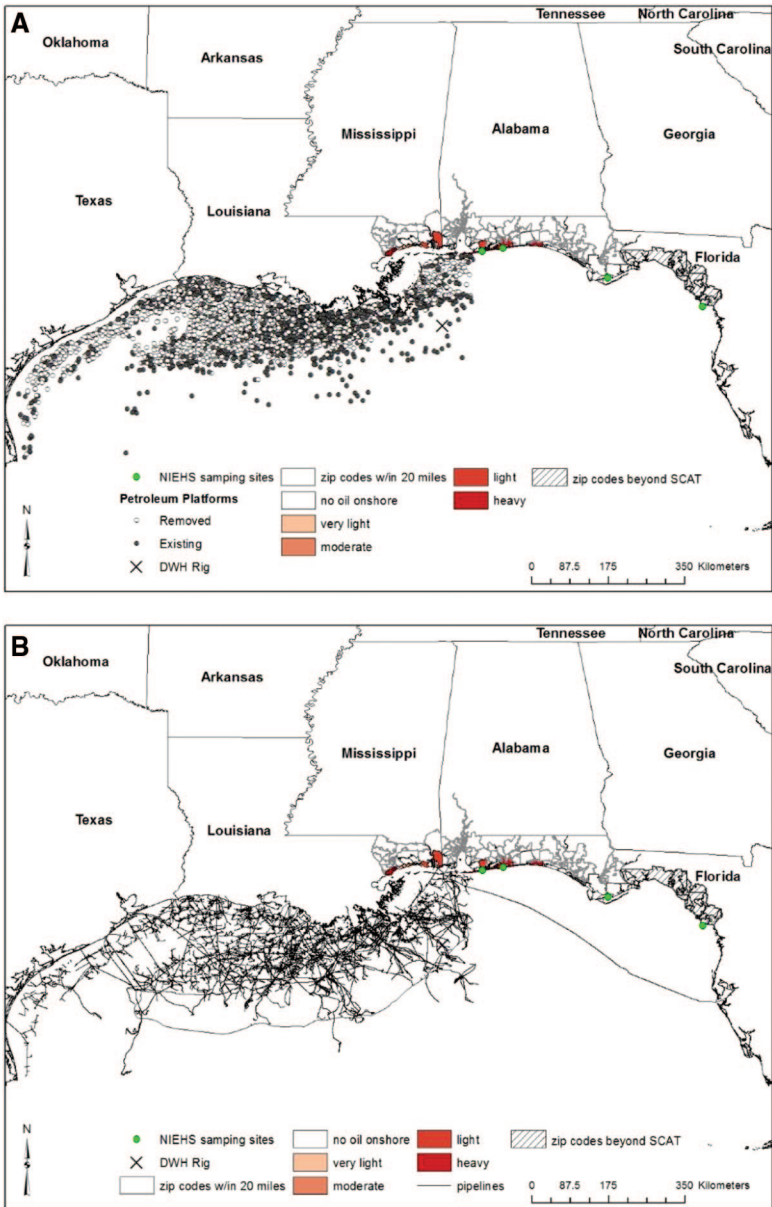 A
Tennessee North Carolina
Oklahoma
Arkansas
South Carolina
Mississippi
Alabama
Georgia
Texas
Louisiana
Florida
NIEHS samping sites
Petroleum Platforms
Removed
Existing
DWH Rig
zip codes w/in 20 miles
no oil onshore
very light
moderate
light
heavy
zip codes beyond SCAT
N
0 87.5 175 350 Kilometers
B
Tennessee North Carolina
Oklahoma
Arkansas
South Carolina
Mississippi
Alabama
Georgia
Texas
Louisiana
Florida
NIEHS samping sites
DWH Rig
zip codes w/in 20 miles
no oil onshore
very light
moderate
light
heavy
pipelines
zip codes beyond SCAT
N
0 87.5 175 350 Kilometers